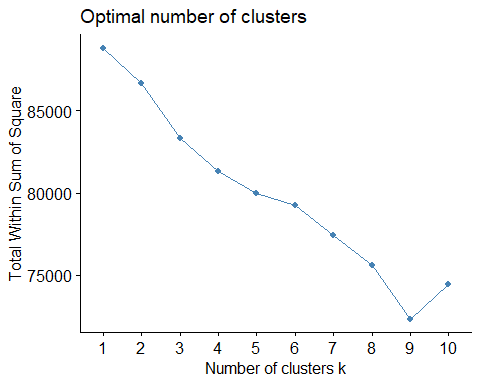 Optimal number of clusters
Total Within Sum of Square
85000
80000
75000
1 2 3 4 5 6 7 8 9 10
Number of clusters k